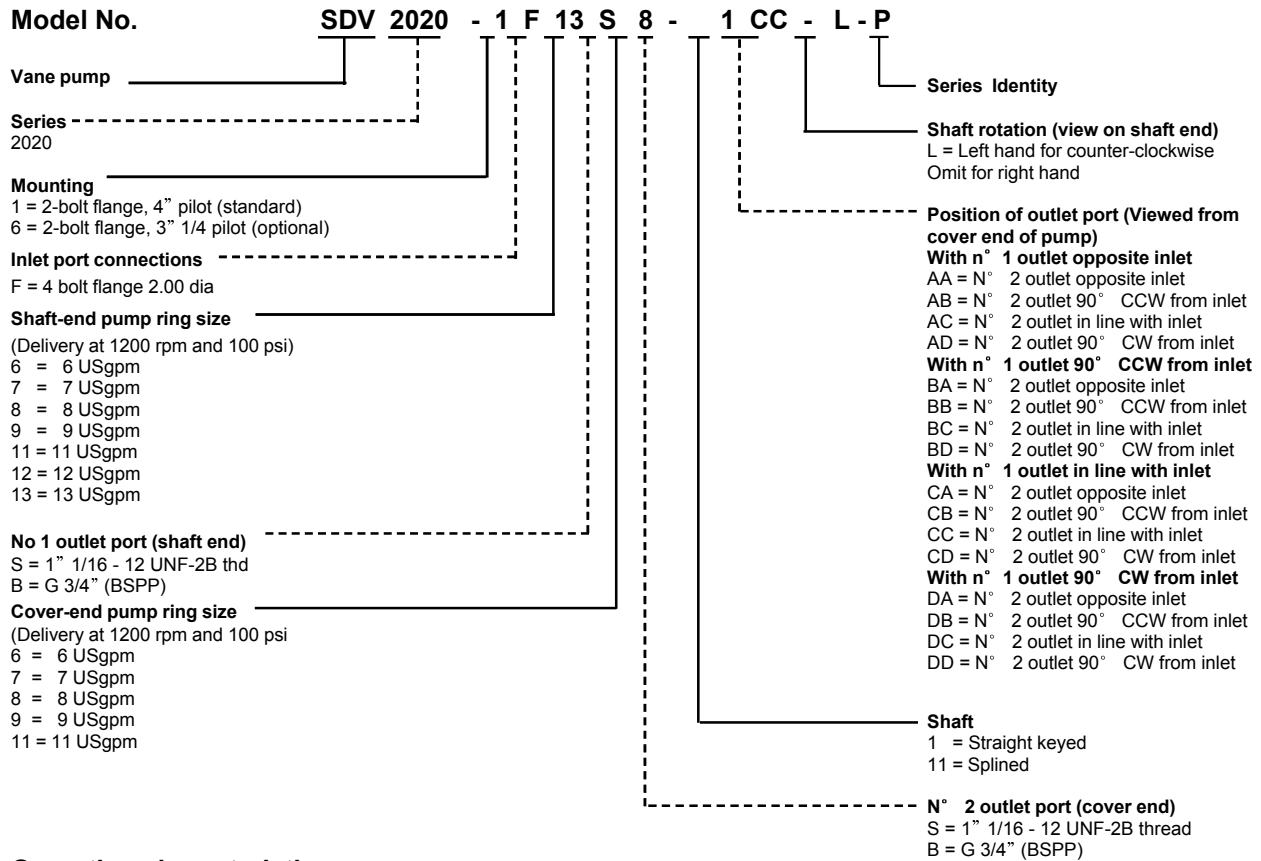 Model No. SDV 2020 - 1 F 13 S 8 - 1 CC - L - P
Vane pump
Series
2020
Mounting
1 = 2-bolt flange, 4” pilot (standard)
6 = 2-bolt flange, 3” 1/4 pilot (optional)
Inlet port connections
F = 4 bolt flange 2.00 dia
Shaft-end pump ring size
(Delivery at 1200 rpm and 100 psi)
6 = 6 USgpm
7 = 7 USgpm
8 = 8 USgpm
9 = 9 USgpm
11 = 11 USgpm
12 = 12 USgpm
13 = 13 USgpm
No 1 outlet port (shaft end)
S = 1” 1/16 - 12 UNF-2B thd
B = G 3/4” (BSPP)
Cover-end pump ring size
(Delivery at 1200 rpm and 100 psi
6 = 6 USgpm
7 = 7 USgpm
8 = 8 USgpm
9 = 9 USgpm
11 = 11 USgpm
Series Identity
Shaft rotation (view on shaft end)
L = Left hand for counter-clockwise
Omit for right hand
Position of outlet port (Viewed from
cover end of pump)
With n° 1 outlet opposite inlet
AA = N° 2 outlet opposite inlet
AB = N° 2 outlet 90° CCW from inlet
AC = N° 2 outlet in line with inlet
AD = N° 2 outlet 90° CW from inlet
With n° 1 outlet 90° CCW from inlet
BA = N° 2 outlet opposite inlet
BB = N° 2 outlet 90° CCW from inlet
BC = N° 2 outlet in line with inlet
BD = N° 2 outlet 90° CW from inlet
With n° 1 outlet in line with inlet
CA = N° 2 outlet opposite inlet
CB = N° 2 outlet 90° CCW from inlet
CC = N° 2 outlet in line with inlet
CD = N° 2 outlet 90° CW from inlet
With n° 1 outlet 90° CW from inlet
DA = N° 2 outlet opposite inlet
DB = N° 2 outlet 90° CCW from inlet
DC = N° 2 outlet in line with inlet
DD = N° 2 outlet 90° CW from inlet
Shaft
1 = Straight keyed
11 = Splined
N° 2 outlet port (cover end)
S = 1” 1/16 - 12 UNF-2B thread
B = G 3/4” (BSPP)